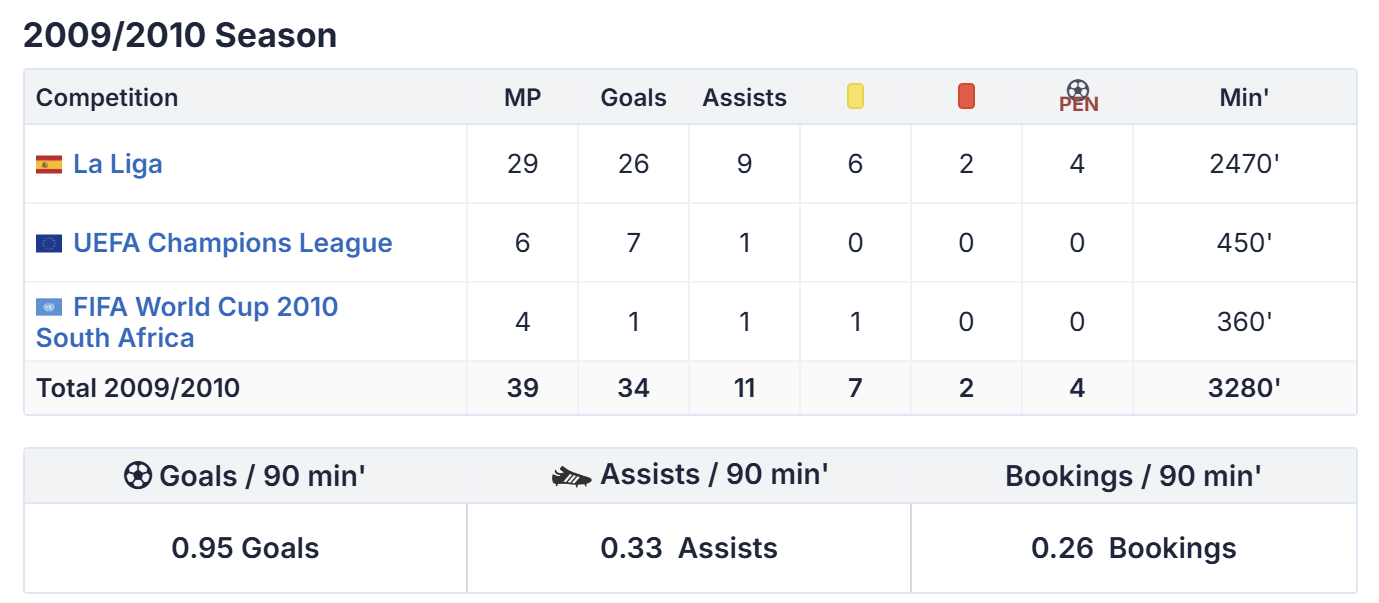 2009/2010 Season
Competition MP Goals Assists PEN Min'
La Liga 29 26 9 6 2 4 2470'
UEFA Champions League 6 7 1 0 0 0 450'
FIFA World Cup 2010
South Africa 4 1 1 1 0 0 360'
Total 2009/2010 39 34 11 7 2 4 3280'
Goals / 90 min' Assists / 90 min' Bookings / 90 min'
0.95 Goals 0.33 Assists 0.26 Bookings